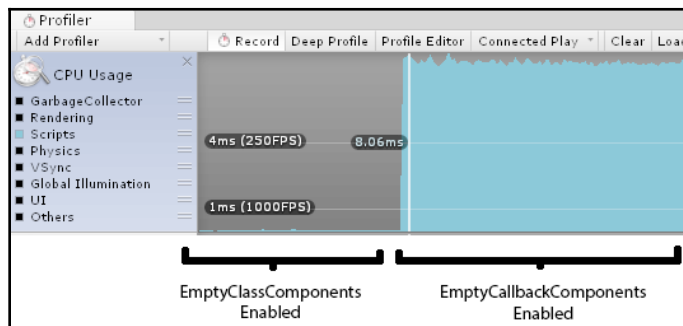 Profiler
Add Profiler Record Deep Profile Profile Editor Connected Play Clear Load
CPU Usage
GarbageCollector
Rendering
Scripts
Physics
VSync
Global Illumination
UI
Others
4ms (250FPS) 8.06ms
1ms (1000FPS)
EmptyClassComponents
Enabled
EmptyCallbackComponents
Enabled